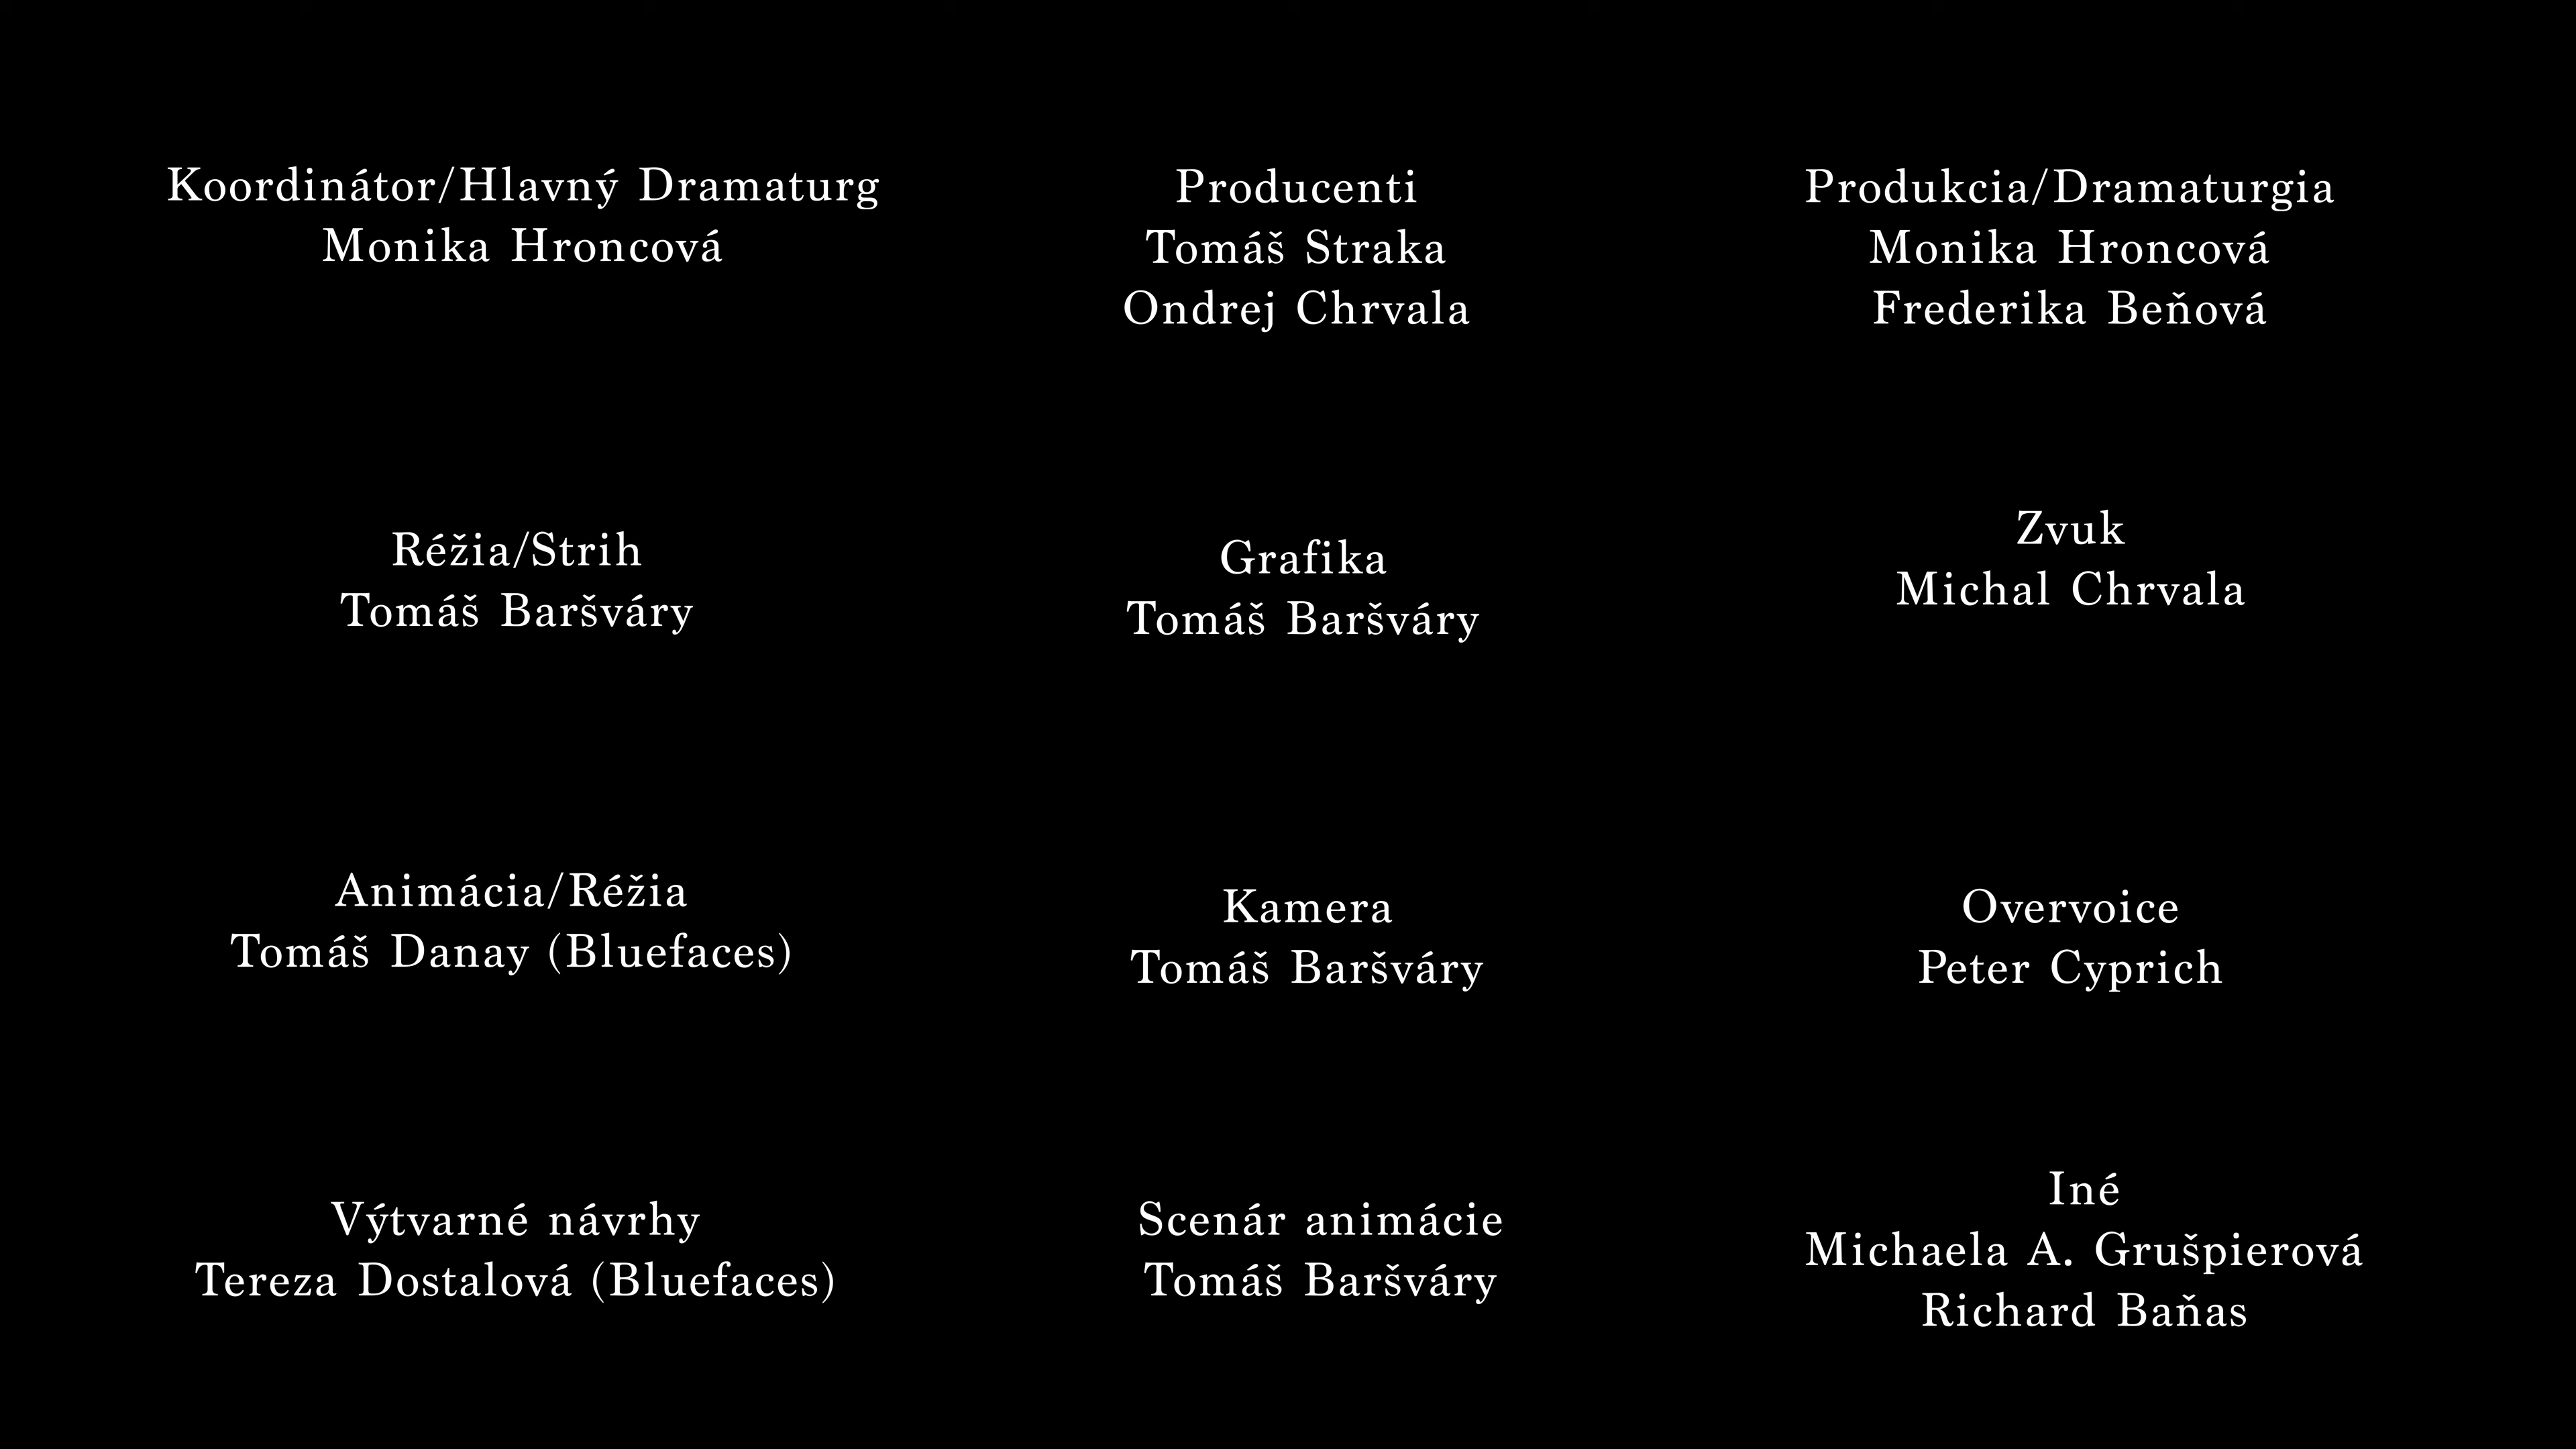 Koordinátor/Hlavný Dramaturg
Monika Hroncová
Producenti
Tomáš Straka
Ondrej Chrvala
Produkcia/Dramaturgia
Monika Hroncová
Frederika Beňová
Réžia/Strih
Tomáš Baršváry
Grafika
Tomáš Baršváry
Zvuk
Michal Chrvala
Animácia/Réžia
Tomáš Danay (Bluefaces)
Kamera
Tomáš Baršváry
Overvoice
Peter Cyprich
Výtvarné návrhy
Tereza Dostalová (Bluefaces)
Scenár animácie
Tomáš Baršváry
Iné
Michaela A. Grušpierová
Richard Baňas